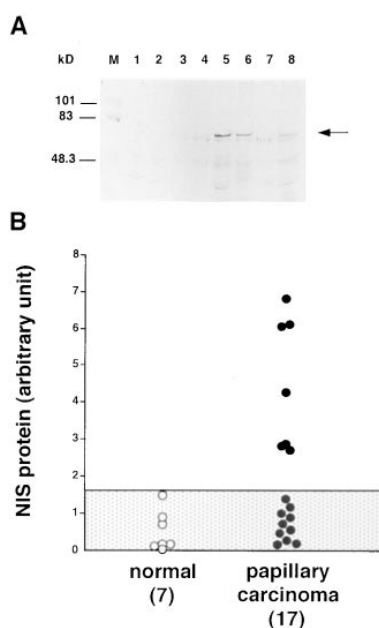 A
kD M 1 2 3 4 5 6 7 8
101
83
48.3
B
NIS protein (arbitrary unit)
8
7
6
5
4
3
2
1
0
normal papillary
(7) carcinoma
(17)